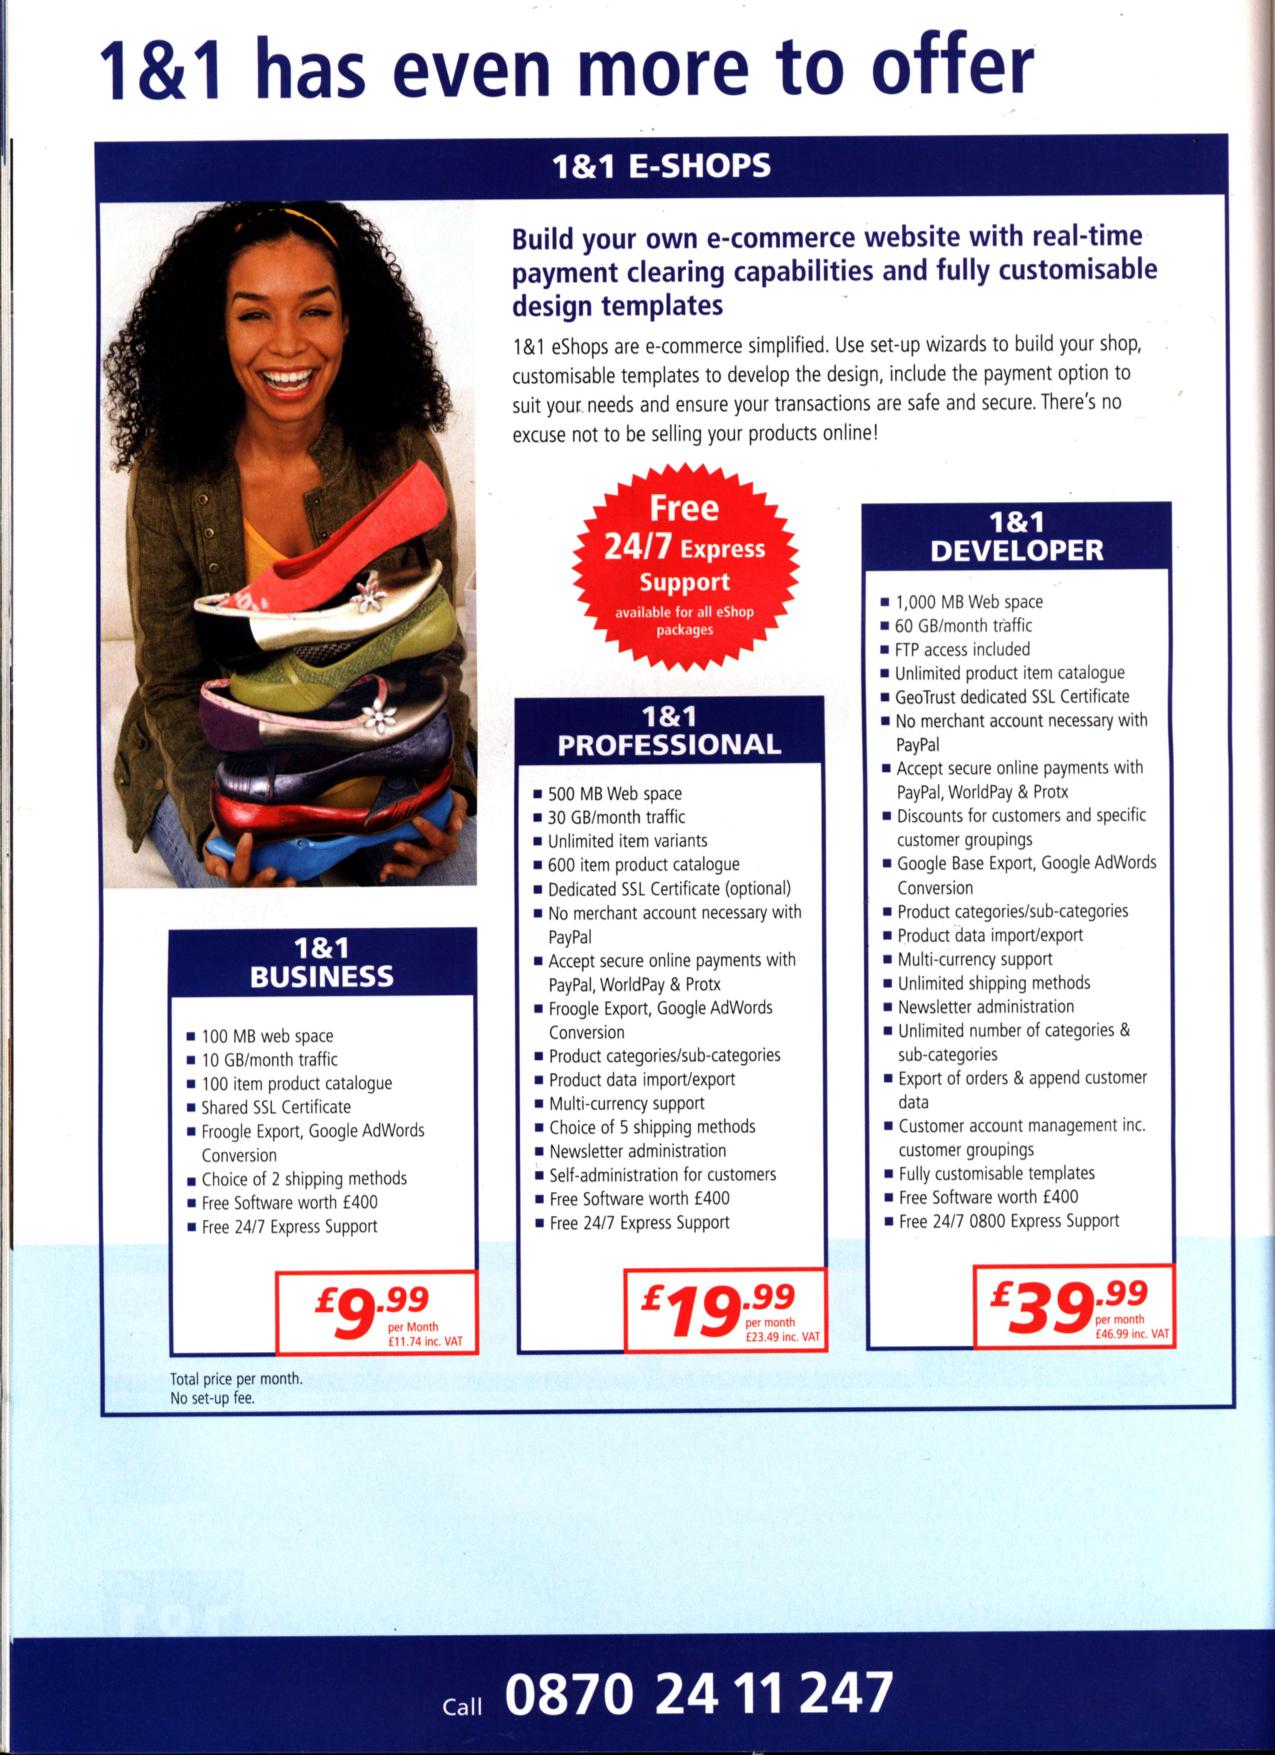 1&1 has even more to offer
1&1 E-SHOPS
Build your own e-commerce website with real-time
payment clearing capabilities and fully customisable
design templates
1&1 eShops are e-commerce simplified. Use set-up wizards to build your shop,
customisable templates to develop the design, include the payment option to
suit your needs and ensure your transactions are safe and secure. There's no
excuse not to be selling your products online!
Free
24/7 Express
Support
available for all eShop
packages
1&1
BUSINESS
■ 100 MB web space
■ 10 GB/month traffic
■ 100 item product catalogue
■ Shared SSL Certificate
■ Froogle Export, Google AdWords
Conversion
■ Choice of 2 shipping methods
■ Free Software worth £400
■ Free 24/7 Express Support
£9.99
per Month
£11.74 inc. VAT
1&1
PROFESSIONAL
■ 500 MB Web space
■ 30 GB/month traffic
■ Unlimited item variants
■ 600 item product catalogue
■ Dedicated SSL Certificate (optional)
■ No merchant account necessary with
PayPal
■ Accept secure online payments with
PayPal, WorldPay & Protx
■ Froogle Export, Google AdWords
Conversion
■ Product categories/sub-categories
■ Product data import/export
■ Multi-currency support
■ Choice of 5 shipping methods
■ Newsletter administration
■ Self-administration for customers
■ Free Software worth £400
■ Free 24/7 Express Support
£19.99
per month
£23.49 inc. VAT
1&1
DEVELOPER
■ 1,000 MB Web space
■ 60 GB/month traffic
■ FTP access included
■ Unlimited product item catalogue
■ GeoTrust dedicated SSL Certificate
■ No merchant account necessary with
PayPal
■ Accept secure online payments with
PayPal, WorldPay & Protx
■ Discounts for customers and specific
customer groupings
■ Google Base Export, Google AdWords
Conversion
■ Product categories/sub-categories
■ Product data import/export
■ Multi-currency support
■ Unlimited shipping methods
■ Newsletter administration
■ Unlimited number of categories &
sub-categories
■ Export of orders & append customer
data
■ Customer account management inc.
customer groupings
■ Fully customisable templates
■ Free Software worth £400
■ Free 24/7 0800 Express Support
£39.99
per month
£46.99 inc. VAT
Total price per month.
No set-up fee.
Call 0870 24 11 247